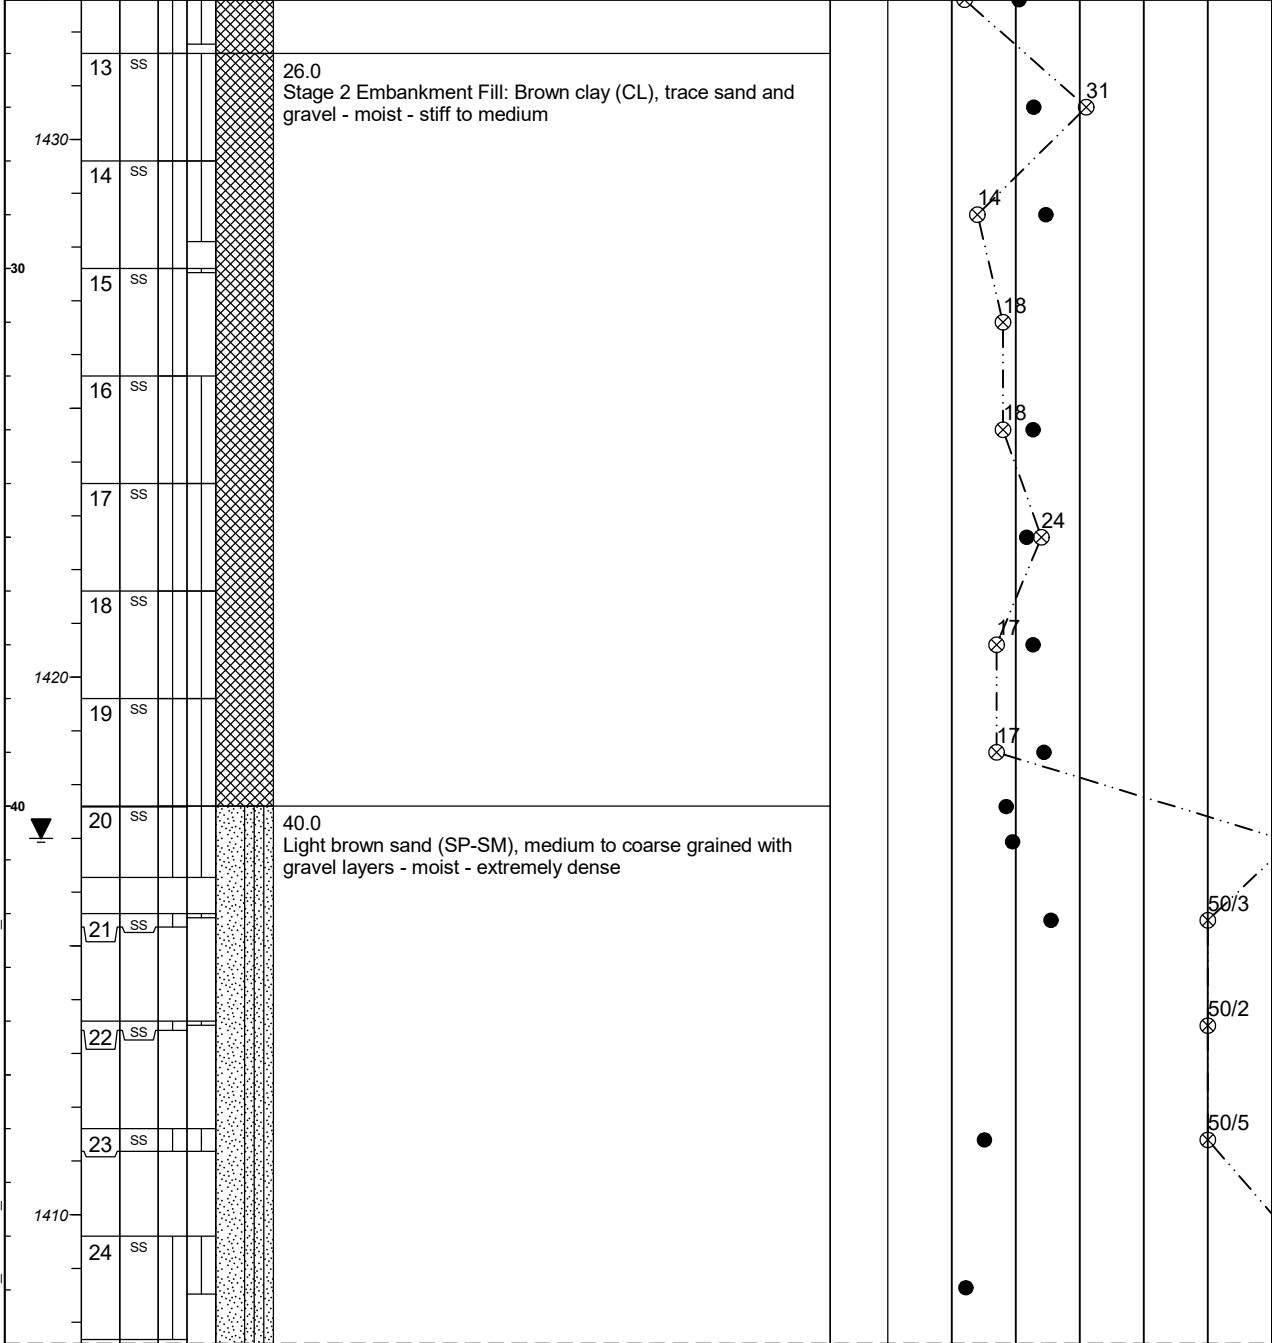 13 SS
26.0
Stage 2 Embankment Fill: Brown clay (CL), trace sand and
gravel - moist - stiff to medium
31
1430
14 SS
14
30
15 SS
18
16 SS
18
17 SS
24
18 SS
17
1420
19 SS
17
40
20 SS
40.0
Light brown sand (SP-SM), medium to coarse grained with
gravel layers - moist - extremely dense
50/3
21 SS
50/2
22 SS
50/5
23 SS
1410
24 SS